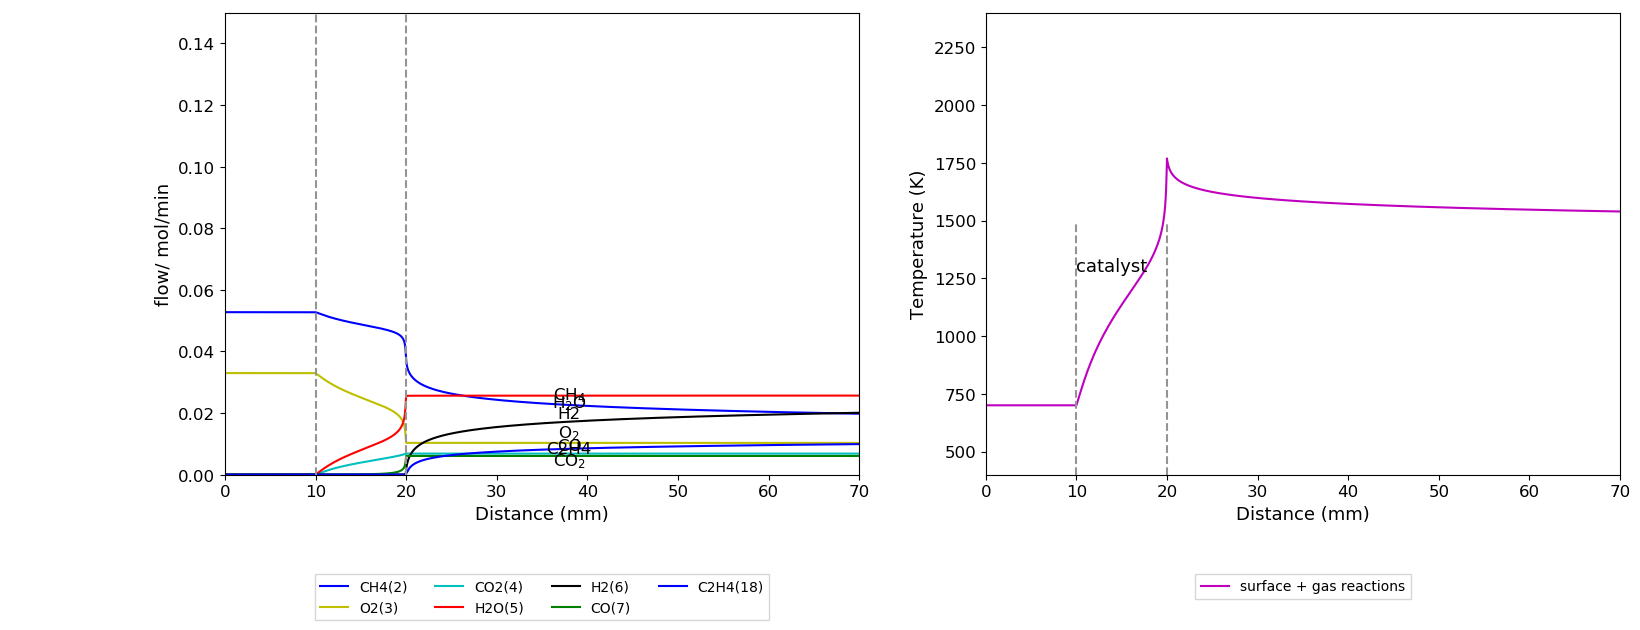 0.14
0.12
0.10
0.08
0.06
0.04
0.02
0.00
flow/ mol/min
0 10 20 30 40 50 60 70
Distance (mm)
CH₄
H₂O
H2
O₂
CO
C2H4
CO₂
CH4(2) CO2(4) H2(6) C2H4(18)
O2(3) H2O(5) CO(7)
2250
2000
1750
1500
1250
1000
750
500
Temperature (K)
catalyst
0 10 20 30 40 50 60 70
Distance (mm)
surface + gas reactions